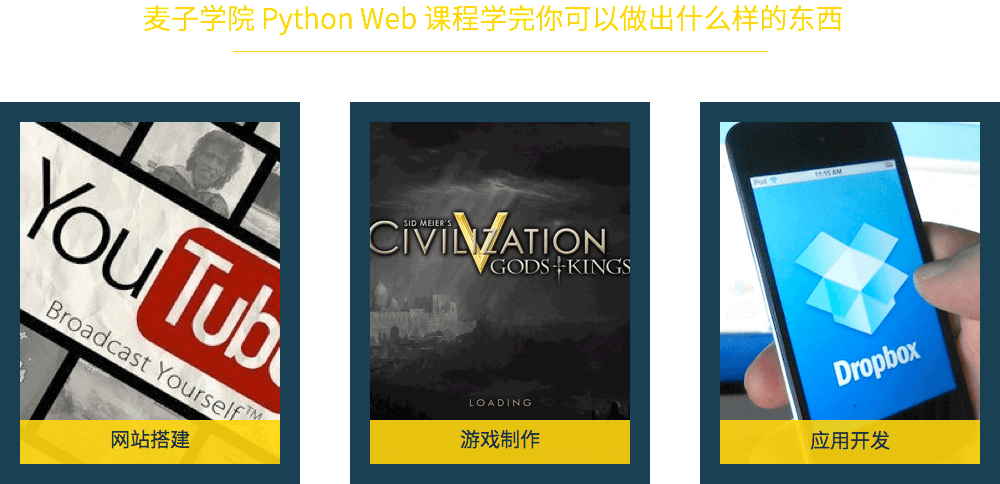 麦子学院 Python Web 课程学完你可以做出什么样的东西
You Tub
Broadcast Yourself™
网站搭建
SID MEIER'S
CIVILIZATION V
GODS+KINGS
LOADING
游戏制作
iPod 11:15 AM
Dropbox
应用开发